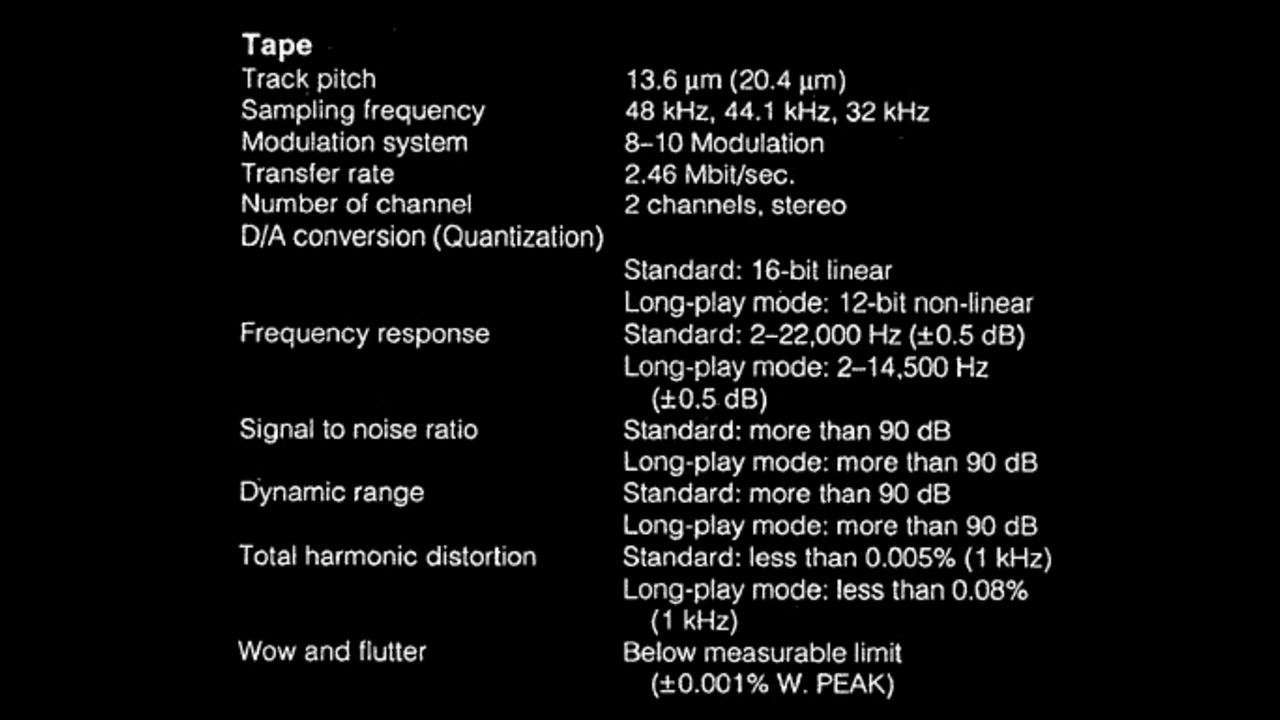 Tape
Track pitch 13.6 μm (20.4 μm)
Sampling frequency 48 kHz, 44.1 kHz, 32 kHz
Modulation system 8–10 Modulation
Transfer rate 2.46 Mbit/sec.
Number of channel 2 channels, stereo
D/A conversion (Quantization)
Standard: 16-bit linear
Long-play mode: 12-bit non-linear
Frequency response Standard: 2–22,000 Hz (±0.5 dB)
Long-play mode: 2–14,500 Hz
(±0.5 dB)
Signal to noise ratio Standard: more than 90 dB
Long-play mode: more than 90 dB
Dynamic range Standard: more than 90 dB
Long-play mode: more than 90 dB
Total harmonic distortion Standard: less than 0.005% (1 kHz)
Long-play mode: less than 0.08%
(1 kHz)
Wow and flutter Below measurable limit
(±0.001% W. PEAK)